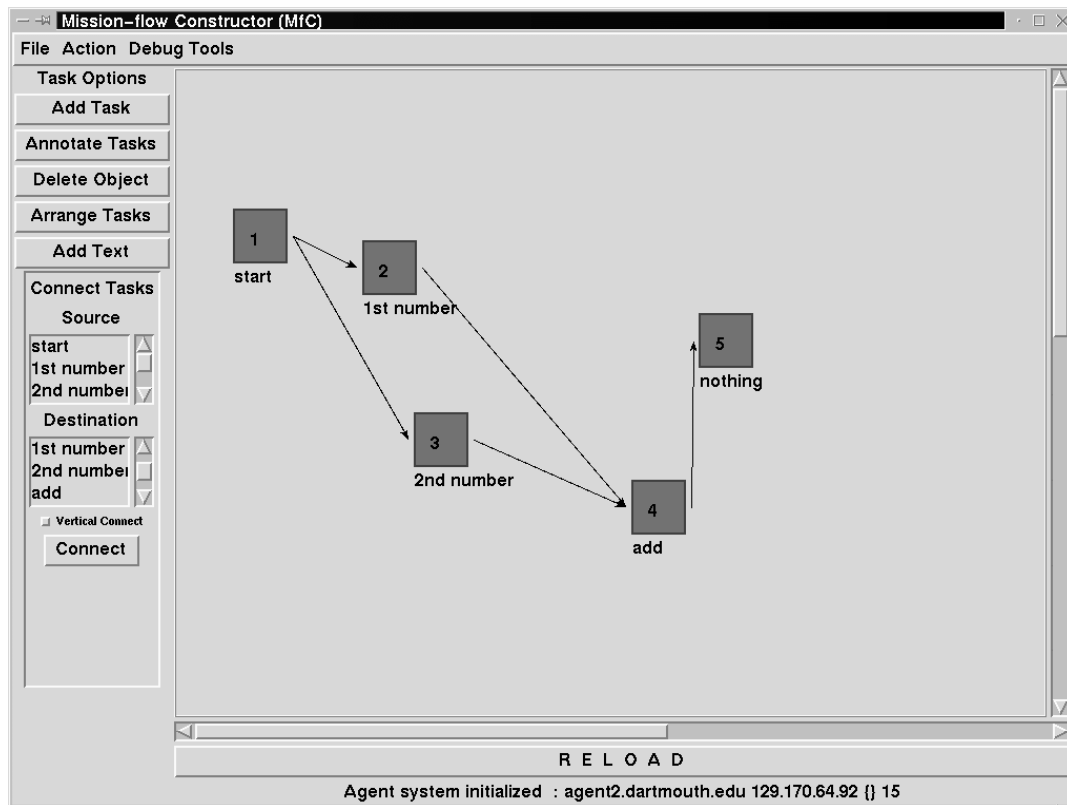 Mission-flow Constructor (MfC)
File Action Debug Tools
Task Options
Add Task
Annotate Tasks
Delete Object
Arrange Tasks
Add Text
Connect Tasks
Source
start
1st number
2nd number
Destination
1st number
2nd number
add
Vertical Connect
Connect
1
start
2
1st number
3
2nd number
4
add
5
nothing
R E L O A D
Agent system initialized : agent2.dartmouth.edu 129.170.64.92 {} 15